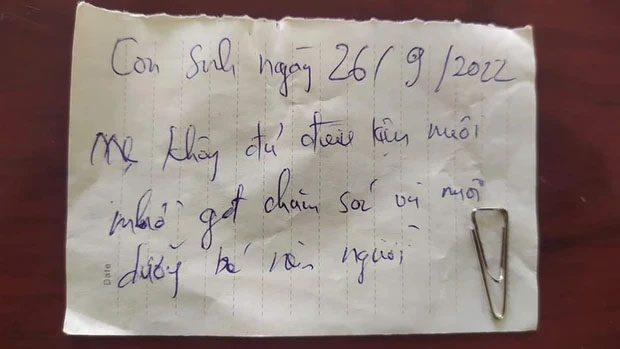 Con sinh ngày 26/9/2022
Mẹ không đủ điều kiện nuôi
nhờ gđ chăm sóc và nuôi
dưỡng bé nên người
Date